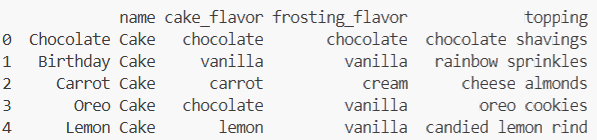 name cake_flavor frosting_flavor topping
0 Chocolate Cake chocolate chocolate chocolate shavings
1 Birthday Cake vanilla vanilla rainbow sprinkles
2 Carrot Cake carrot cream cheese almonds
3 Oreo Cake chocolate vanilla oreo cookies
4 Lemon Cake lemon vanilla candied lemon rind